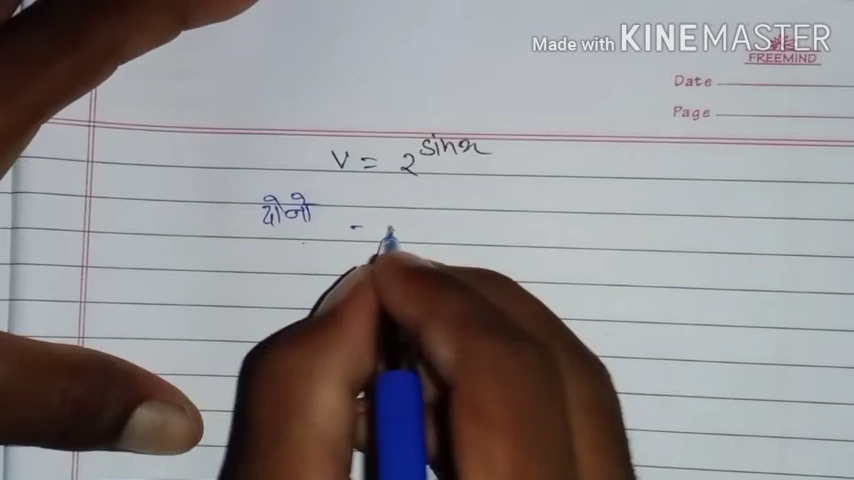 Made with KINEMASTER
FREEMIND
Date
Page
v = 2^sinx
दोनो